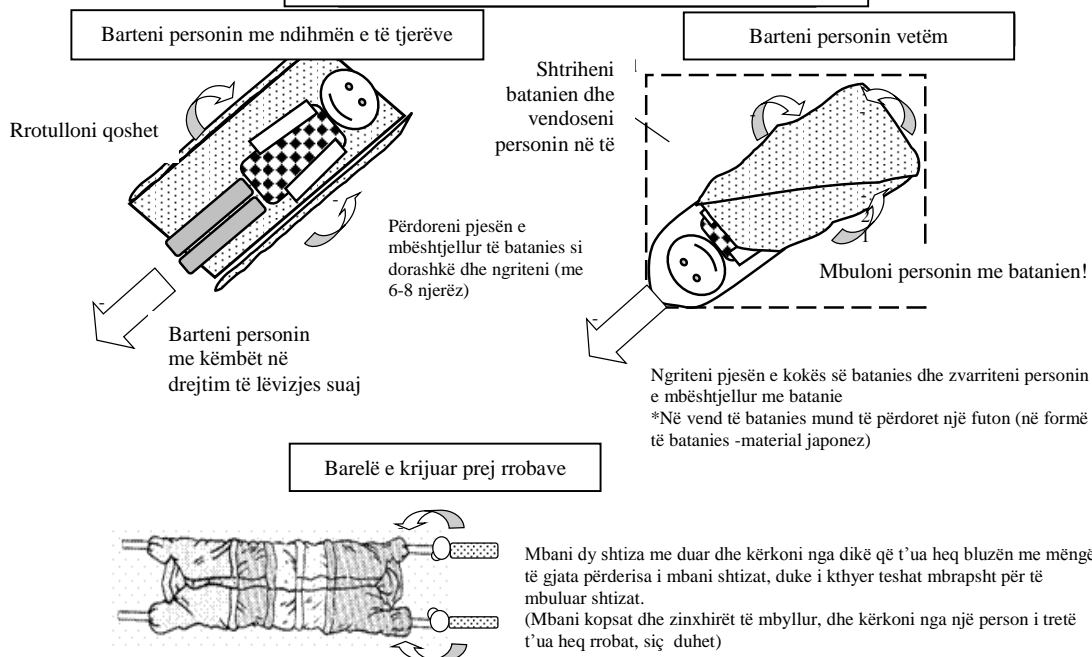 Barteni personin me ndihmën e të tjerëve
Barteni personin vetëm
Rrotulloni qoshet
Shtriheni
batanien dhe
vendoseni
personin në të
Përdoreni pjesën e
mbështjellur të batanies si
dorashkë dhe ngriteni (me
6-8 njerëz)
Mbuloni personin me batanien!
Barteni personin
me këmbët në
drejtim të lëvizjes suaj
Ngriteni pjesën e kokës së batanies dhe zvarriteni personin
e mbështjellur me batanie
*Në vend të batanies mund të përdoret një futon (në formë
të batanies -material japonez)
Barelë e krijuar prej rrobave
Mbani dy shtiza me duar dhe kërkoni nga dikë që t’ua heq bluzën me mëngë
të gjata përderisa i mbani shtizat, duke i kthyer teshat mbrapsht për të
mbuluar shtizat.
(Mbani kopsat dhe zinxhirët të mbyllur, dhe kërkoni nga një person i tretë
t’ua heq rrobat, siç duhet)